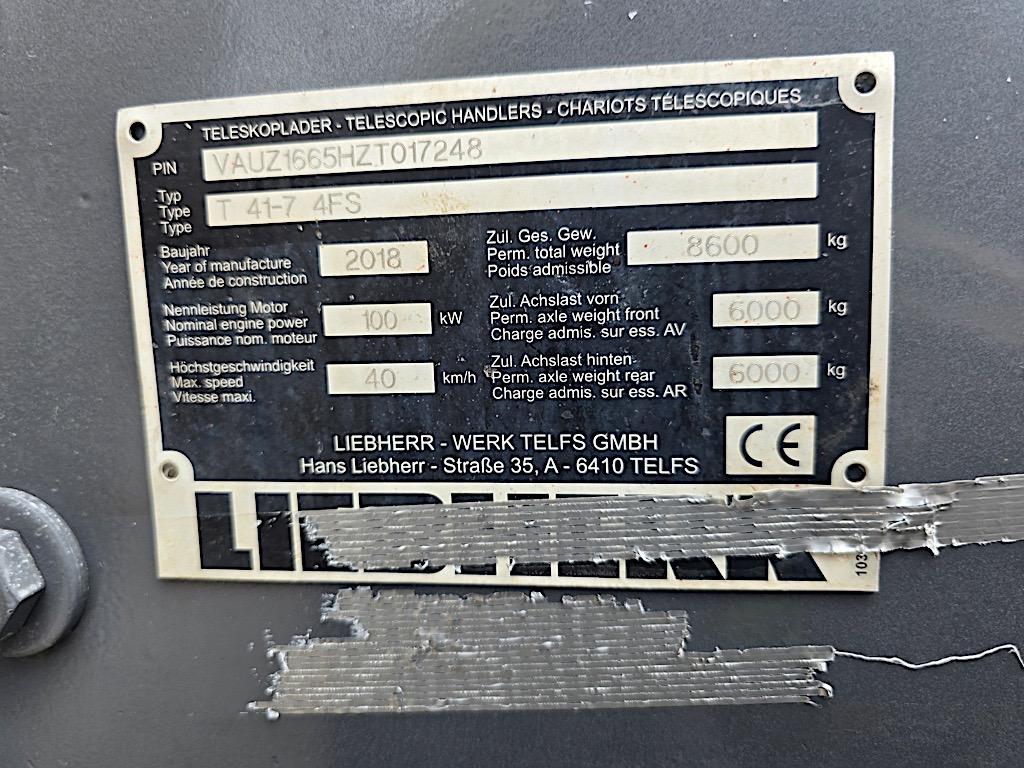 TELESKOPLADER - TELESCOPIC HANDLERS - CHARIOTS TÉLESCOPIQUES
PIN VAUZ1665HZT017248
Typ
Type T 41-7 4FS
Type
Baujahr
Year of manufacture 2018
Année de construction
Zul. Ges. Gew.
Perm. total weight 8600 kg
Poids admissible
Nennleistung Motor
Nominal engine power 100 kW
Puissance nom. moteur
Zul. Achslast vorn
Perm. axle weight front 6000 kg
Charge admis. sur ess. AV
Höchstgeschwindigkeit
Max. speed 40 km/h
Vitesse maxi.
Zul. Achslast hinten
Perm. axle weight rear 6000 kg
Charge admis. sur ess. AR
LIEBHERR - WERK TELFS GMBH
Hans Liebherr - Straße 35, A - 6410 TELFS
CE
LIEBHERR